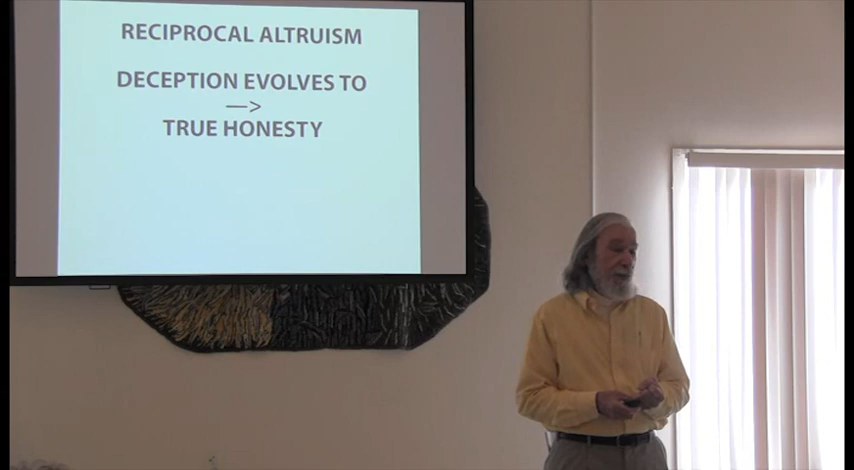 RECIPROCAL ALTRUISM
DECEPTION EVOLVES TO
—>
TRUE HONESTY